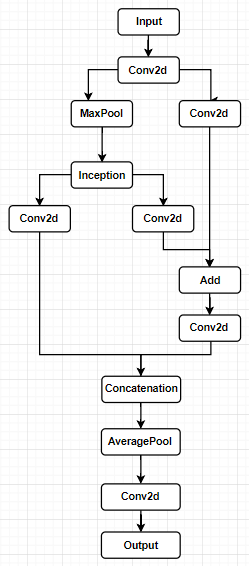 Input
Conv2d
MaxPool
Conv2d
Inception
Conv2d
Conv2d
Add
Conv2d
Concatenation
AveragePool
Conv2d
Output